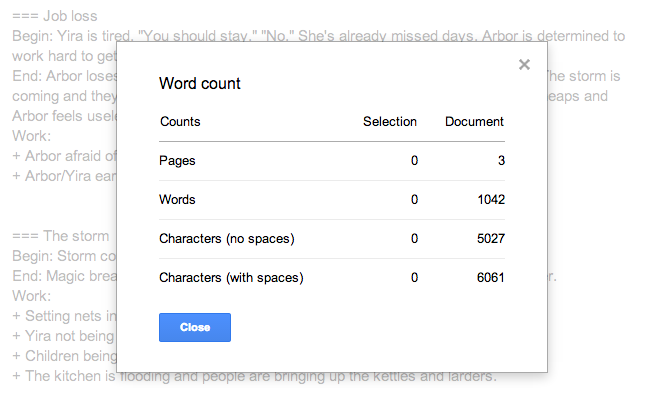 === Job loss
Begin: Yira is tired. "You should stay." "No." She's already missed days. Arbor is determined to
work hard to get
End: Arbor loses The storm is
coming and they eaps and
Arbor feels usel
Work:
+ Arbor afraid of
+ Arbor/Yira ear
=== The storm
Begin: Storm co
End: Magic brea r.
Work:
+ Setting nets in
+ Yira not being
+ Children being
+ The kitchen is flooding and people are bringing up the kettles and larders.
Word count
Counts Selection Document
Pages 0 3
Words 0 1042
Characters (no spaces) 0 5027
Characters (with spaces) 0 6061
Close